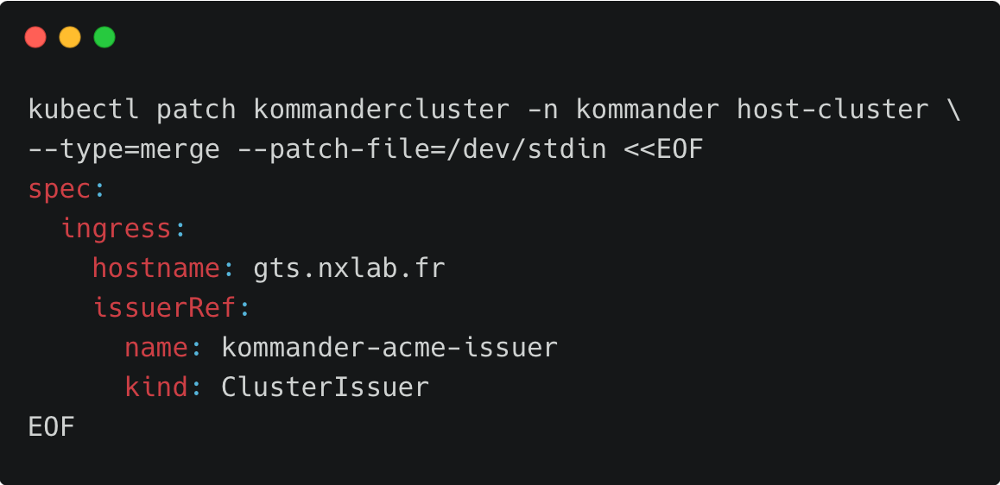 kubectl patch kommandercluster -n kommander host-cluster \
--type=merge --patch-file=/dev/stdin <<EOF
spec:
  ingress:
    hostname: gts.nxlab.fr
    issuerRef:
      name: kommander-acme-issuer
      kind: ClusterIssuer
EOF